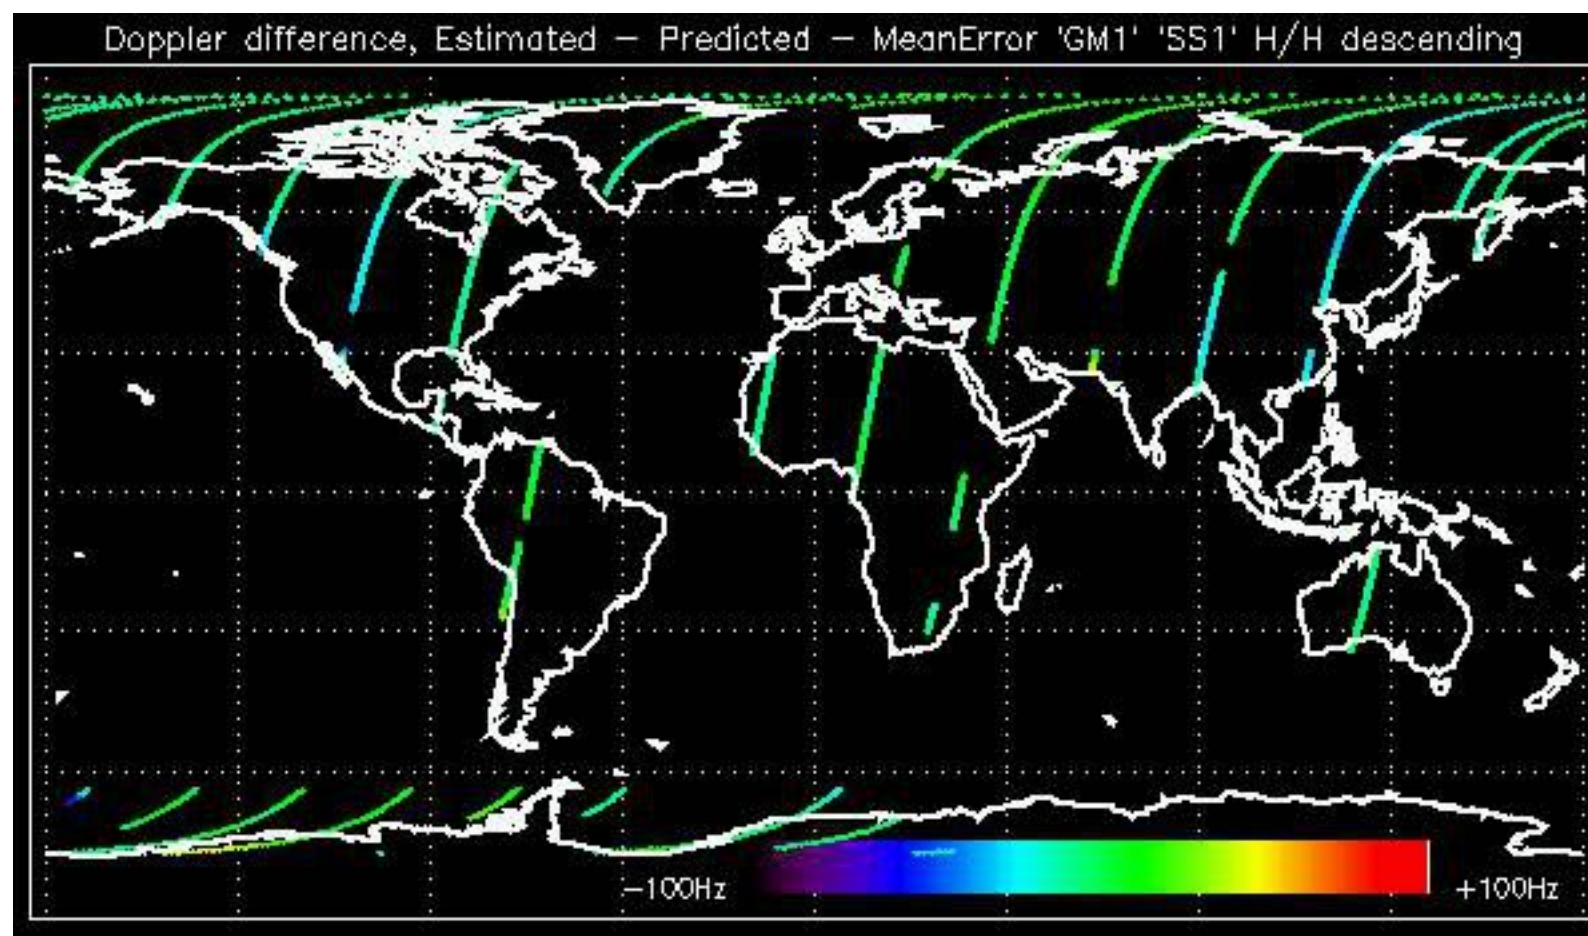 Doppler difference, Estimated – Predicted – MeanError 'GM1' 'SS1' H/H descending
–100Hz
+100Hz